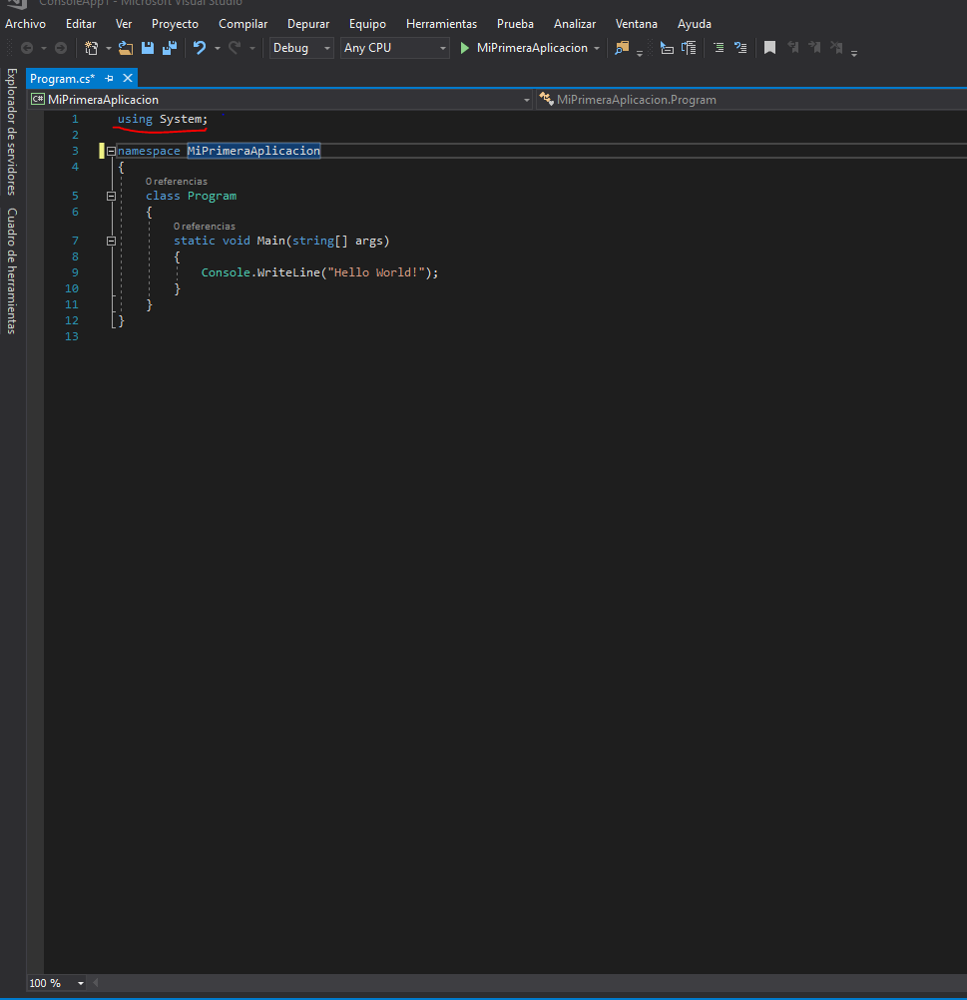 ConsoleApp1 - Microsoft Visual Studio
Archivo Editar Ver Proyecto Compilar Depurar Equipo Herramientas Prueba Analizar Ventana Ayuda
Debug Any CPU MiPrimeraAplicacion
Program.cs*
C# MiPrimeraAplicacion MiPrimeraAplicacion.Program
Explorador de servidores
Cuadro de herramientas
1 using System;
2
3 namespace MiPrimeraAplicacion
4 {
0 referencias
5 class Program
6 {
0 referencias
7 static void Main(string[] args)
8 {
9 Console.WriteLine("Hello World!");
10 }
11 }
12 }
13
100 %